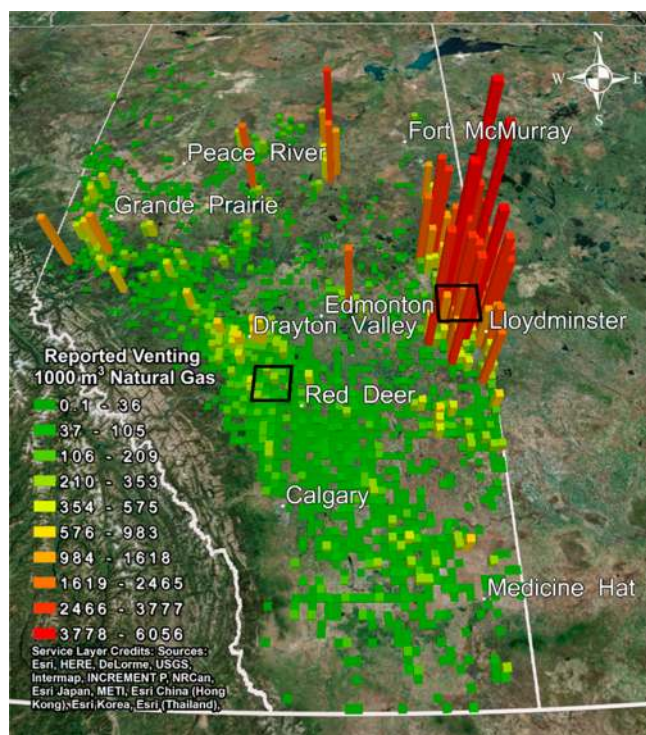 N
W E
S
Fort McMurray
Peace River
Grande Prairie
Edmonton
Drayton Valley
Lloydminster
Reported Venting
1000 m³ Natural Gas
0.1 - 36
37 - 105
106 - 209
210 - 353
354 - 575
576 - 983
984 - 1618
1619 - 2465
2466 - 3777
3778 - 6056
Red Deer
Calgary
Medicine Hat
Service Layer Credits: Sources:
Esri, HERE, DeLorme, USGS,
Intermap, INCREMENT P, NRCan,
Esri Japan, METI, Esri China (Hong
Kong), Esri Korea, Esri (Thailand),